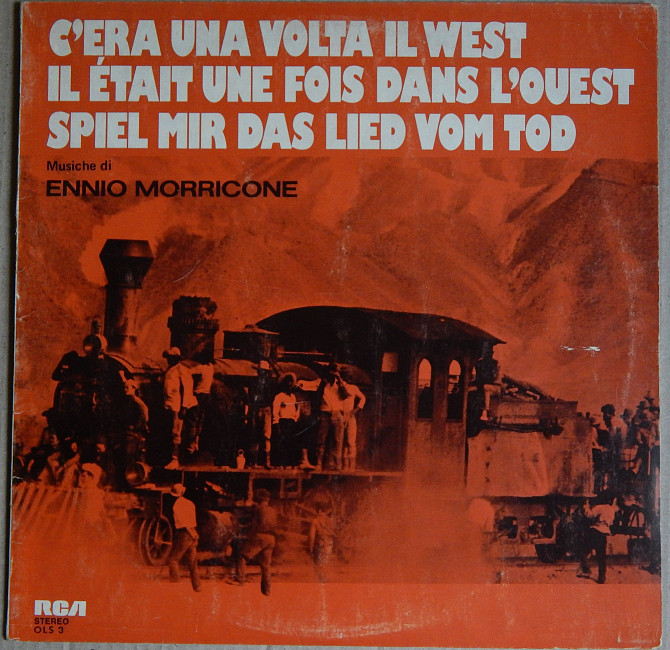 C'ERA UNA VOLTA IL WEST
IL ÉTAIT UNE FOIS DANS L'OUEST
SPIEL MIR DAS LIED VOM TOD
Musiche di
ENNIO MORRICONE
RCA
STEREO
OLS 3